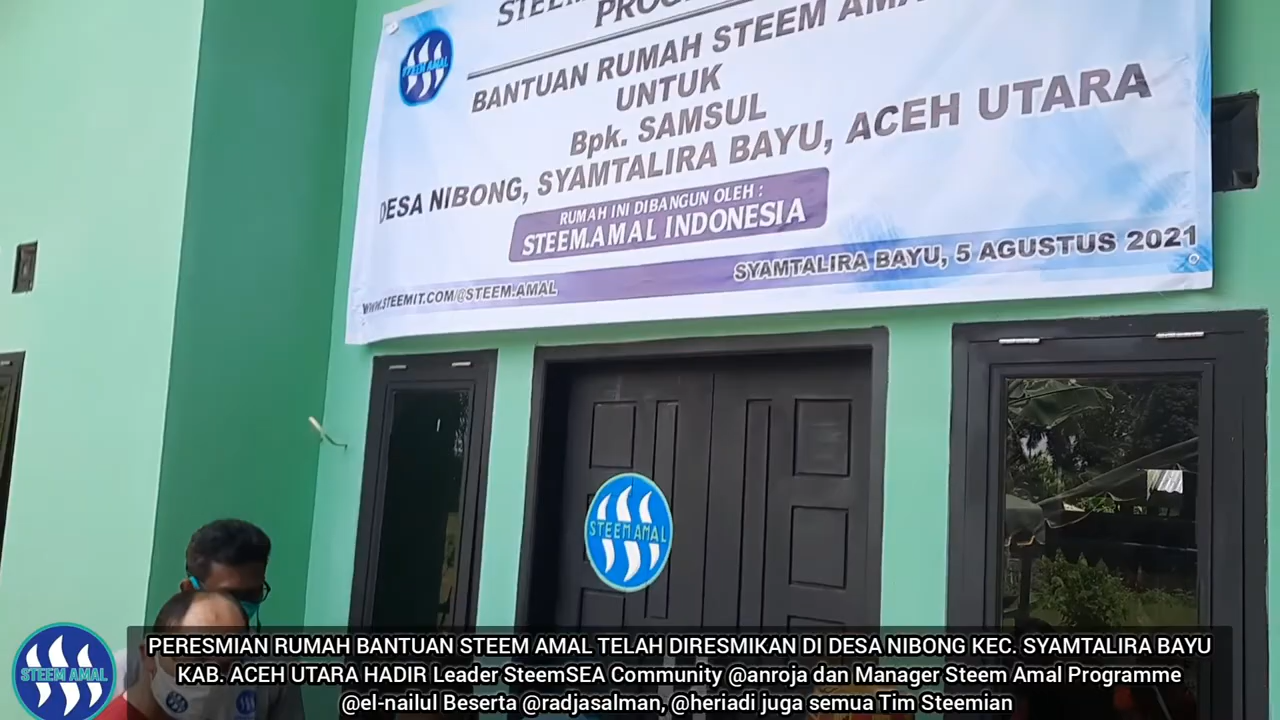 BANTUAN RUMAH STEEM
UNTUK
Bpk. SAMSUL
DESA NIBONG, SYAMTALIRA BAYU, ACEH UTARA
RUMAH INI DIBANGUN OLEH :
STEEM.AMAL INDONESIA
SYAMTALIRA BAYU, 5 AGUSTUS 2021
WWW.STEEMIT.COM/@STEEM.AMAL
STEEM AMAL
STEEM AMAL
STEEM AMAL
PERESMIAN RUMAH BANTUAN STEEM AMAL TELAH DIRESMIKAN DI DESA NIBONG KEC. SYAMTALIRA BAYU
KAB. ACEH UTARA HADIR Leader SteemSEA Community @anroja dan Manager Steem Amal Programme
@el-nailul Beserta @radjasalman, @heriadi juga semua Tim Steemian